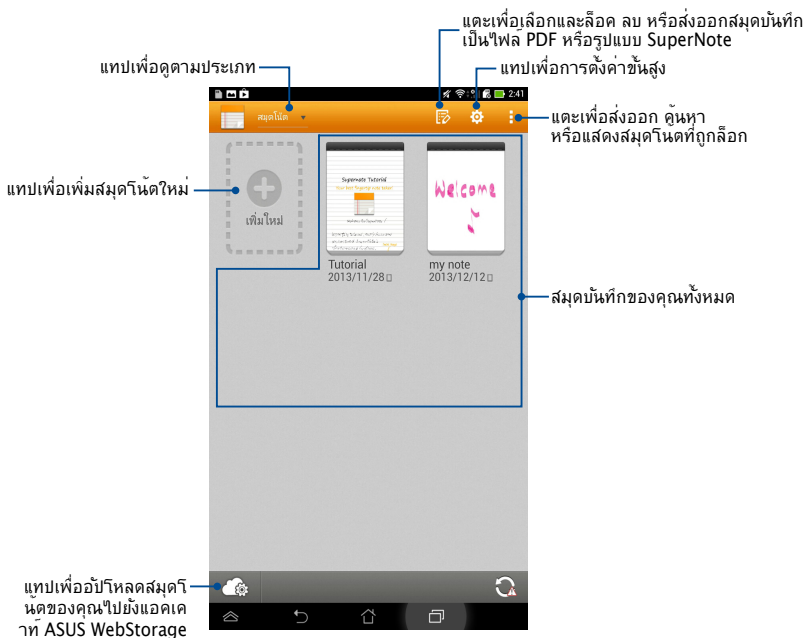 แตะเพื่อเลือกและล็อค ลบ หรือส่งออกสมุดบันทึก
เป็นไฟล์ PDF หรือรูปแบบ SuperNote
แทปเพื่อดูตามประเภท
แทปเพื่อการตั้งค่าขั้นสูง
2:41
สมุดโน้ต
แตะเพื่อส่งออก ค้นหา
หรือแสดงสมุดโนตที่ถูกล็อก
แทปเพื่อเพิ่มสมุดโน้ตใหม่
เพิ่มใหม่
Supernote Tutorial
Welcome
Tutorial
2013/11/28
my note
2013/12/12
สมุดบันทึกของคุณทั้งหมด
แทปเพื่ออัปโหลดสมุดโ
น้ตของคุณไปยังแอคเค
าท์ ASUS WebStorage